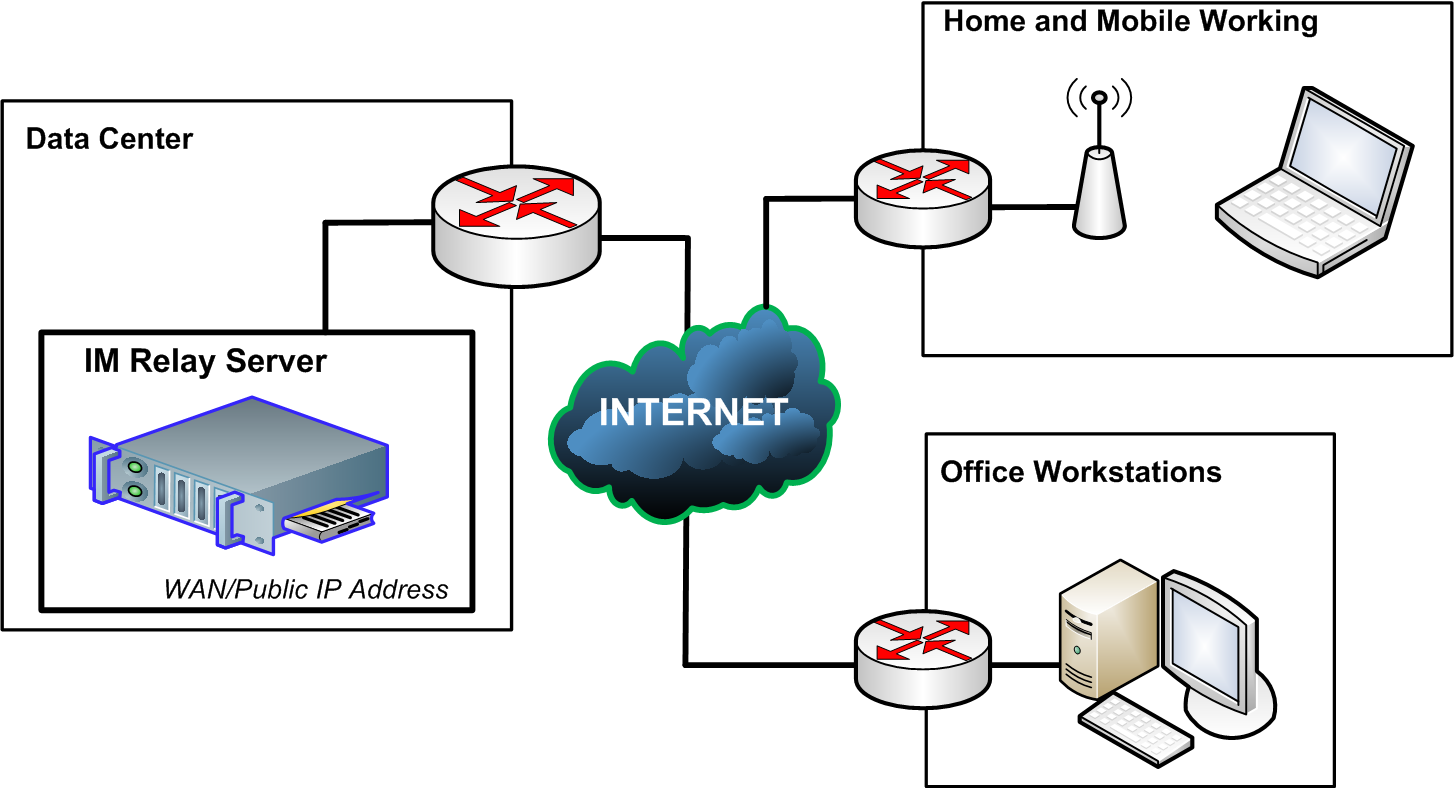 Home and Mobile Working
Data Center
IM Relay Server
INTERNET
Office Workstations
WAN/Public IP Address